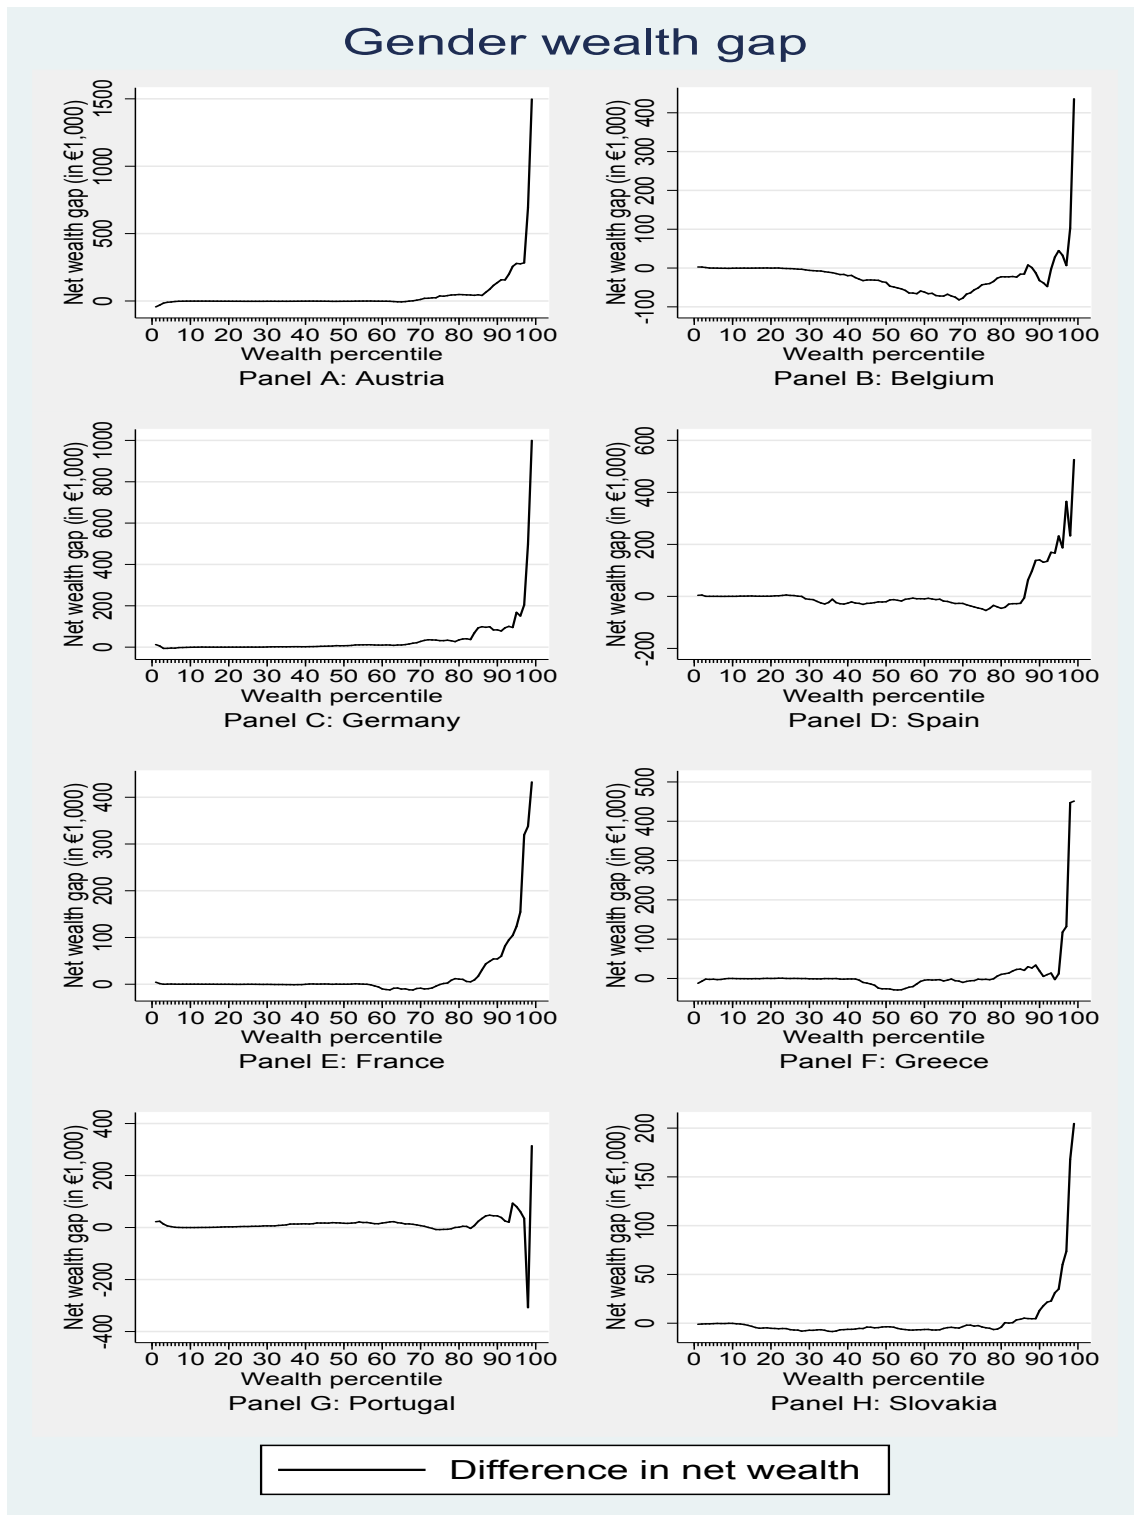 Gender wealth gap
Net wealth gap (in €1,000)
0 500 1000 1500
0 10 20 30 40 50 60 70 80 90 100
Wealth percentile
Panel A: Austria
Net wealth gap (in €1,000)
-100 0 100 200 300 400
0 10 20 30 40 50 60 70 80 90 100
Wealth percentile
Panel B: Belgium
Net wealth gap (in €1,000)
0 200 400 600 800 1000
0 10 20 30 40 50 60 70 80 90 100
Wealth percentile
Panel C: Germany
Net wealth gap (in €1,000)
-200 0 200 400 600
0 10 20 30 40 50 60 70 80 90 100
Wealth percentile
Panel D: Spain
Net wealth gap (in €1,000)
0 100 200 300 400
0 10 20 30 40 50 60 70 80 90 100
Wealth percentile
Panel E: France
Net wealth gap (in €1,000)
0 100 200 300 400 500
0 10 20 30 40 50 60 70 80 90 100
Wealth percentile
Panel F: Greece
Net wealth gap (in €1,000)
-400 -200 0 200 400
0 10 20 30 40 50 60 70 80 90 100
Wealth percentile
Panel G: Portugal
Net wealth gap (in €1,000)
0 50 100 150 200
0 10 20 30 40 50 60 70 80 90 100
Wealth percentile
Panel H: Slovakia
Difference in net wealth